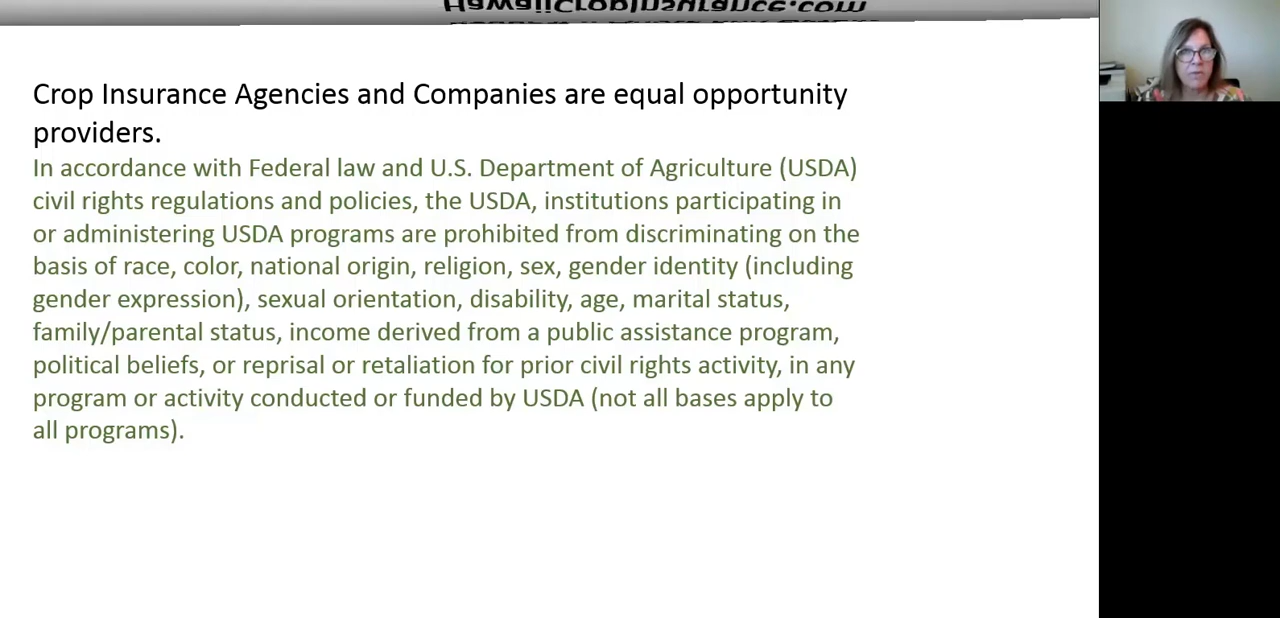 HawaiiCropInsurance.com
Crop Insurance Agencies and Companies are equal opportunity
providers.
In accordance with Federal law and U.S. Department of Agriculture (USDA)
civil rights regulations and policies, the USDA, institutions participating in
or administering USDA programs are prohibited from discriminating on the
basis of race, color, national origin, religion, sex, gender identity (including
gender expression), sexual orientation, disability, age, marital status,
family/parental status, income derived from a public assistance program,
political beliefs, or reprisal or retaliation for prior civil rights activity, in any
program or activity conducted or funded by USDA (not all bases apply to
all programs).